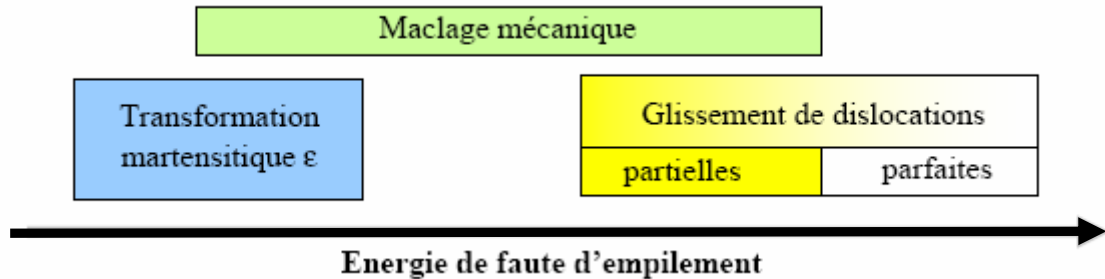 Maclage mécanique
Transformation
martensitique ε
Glissement de dislocations
partielles
parfaites
Energie de faute d’empilement